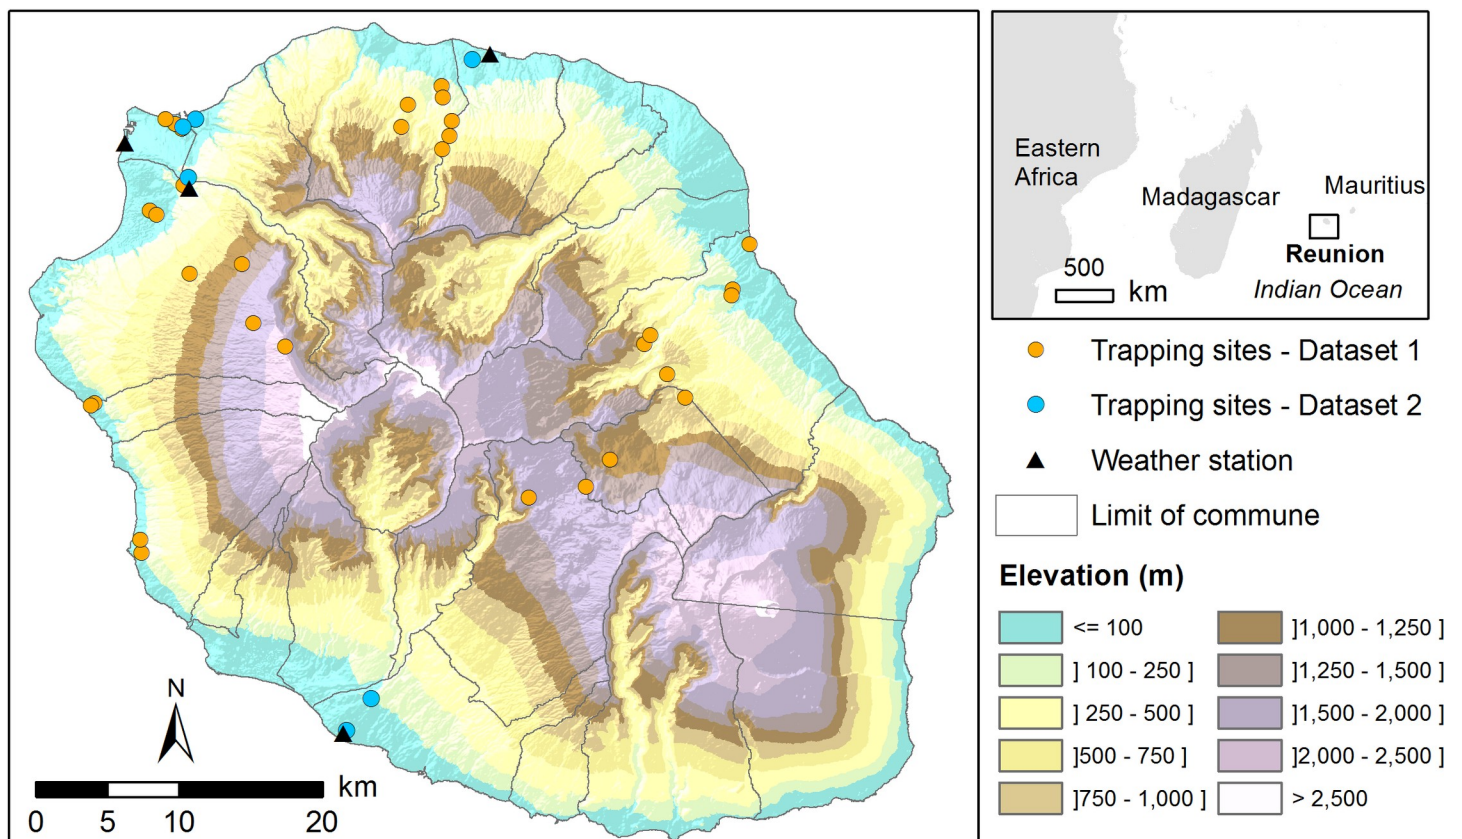 Eastern
Africa
Madagascar
Mauritius
Reunion
Indian Ocean
500
km
Trapping sites - Dataset 1
Trapping sites - Dataset 2
Weather station
Limit of commune
Elevation (m)
<= 100
] 100 - 250 ]
] 250 - 500 ]
]500 - 750 ]
]750 - 1,000 ]
]1,000 - 1,250 ]
]1,250 - 1,500 ]
]1,500 - 2,000 ]
]2,000 - 2,500 ]
> 2,500
N
km
0 5 10 20